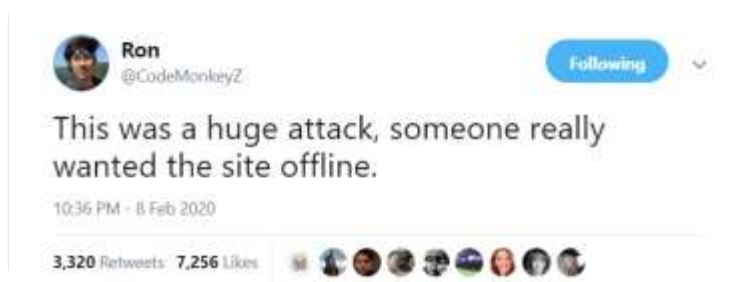 Ron
@CodeMonkeyZ
Following
This was a huge attack, someone really
wanted the site offline.
10:36 PM - 8 Feb 2020
3,320 Retweets 7,256 Likes